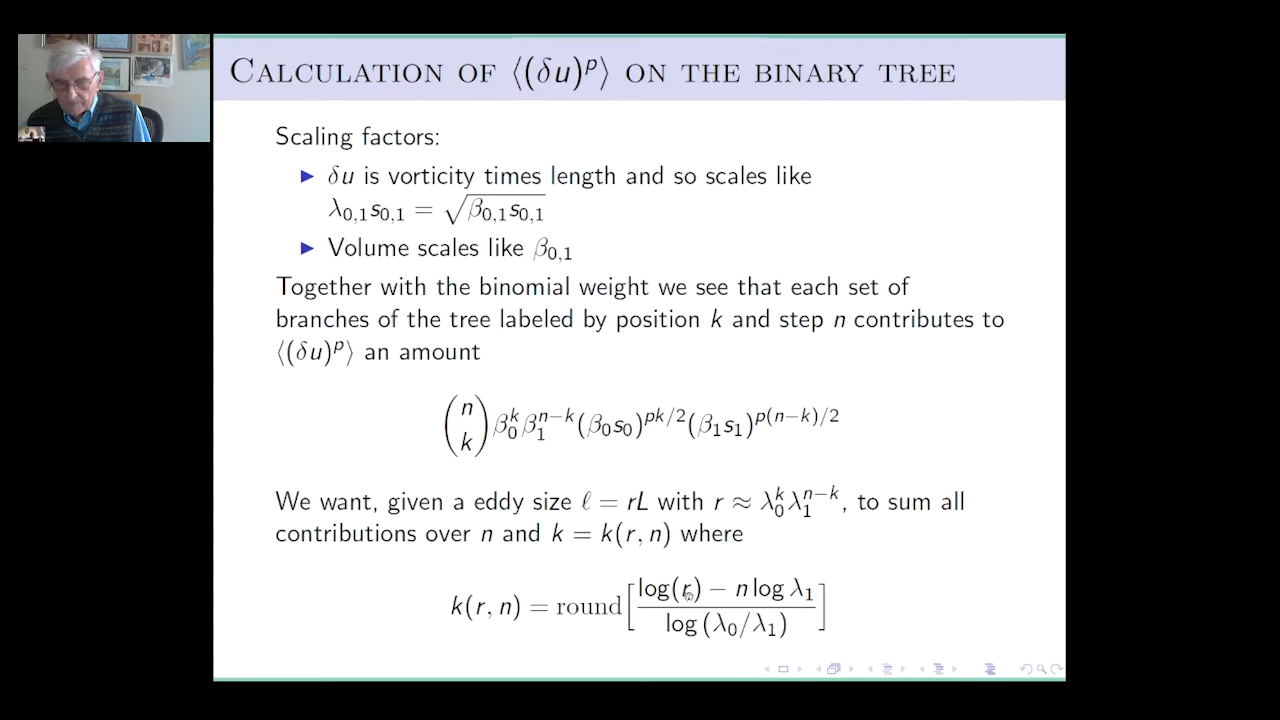 CALCULATION OF ⟨(δu)^p⟩ ON THE BINARY TREE
Scaling factors:
▶ δu is vorticity times length and so scales like
λ_{0,1}s_{0,1} = √(β_{0,1}s_{0,1})
▶ Volume scales like β_{0,1}
Together with the binomial weight we see that each set of
branches of the tree labeled by position k and step n contributes to
⟨(δu)^p⟩ an amount
(n k) β_0^k β_1^{n−k} (β_0 s_0)^{pk/2} (β_1 s_1)^{p(n−k)/2}
We want, given a eddy size ℓ = rL with r ≈ λ_0^k λ_1^{n−k}, to sum all
contributions over n and k = k(r, n) where
k(r, n) = round[(log(r) − n log λ_1)/(log (λ_0/λ_1))]